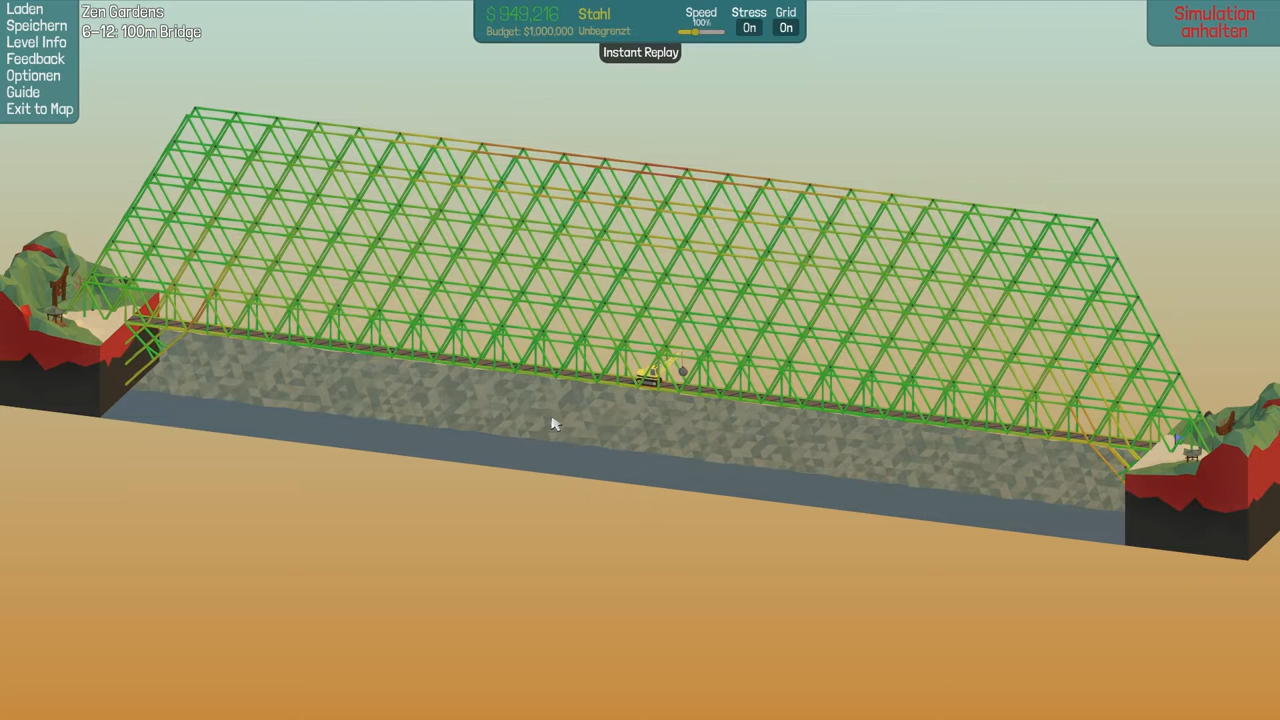 Laden
Speichern
Level Info
Feedback
Optionen
Guide
Exit to Map
Zen Gardens
6-12: 100m Bridge
$ 949,216
Budget: $1,000,000
Stahl
Unbegrenzt
Speed
100%
Stress
On
Grid
On
Instant Replay
Simulation
anhalten